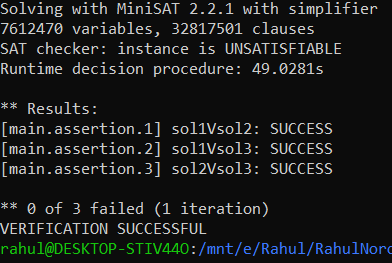 Solving with MiniSAT 2.2.1 with simplifier
7612470 variables, 32817501 clauses
SAT checker: instance is UNSATISFIABLE
Runtime decision procedure: 49.0281s
** Results:
[main.assertion.1] sol1Vsol2: SUCCESS
[main.assertion.2] sol1Vsol3: SUCCESS
[main.assertion.3] sol2Vsol3: SUCCESS
** 0 of 3 failed (1 iteration)
VERIFICATION SUCCESSFUL
rahul@DESKTOP-STIV44O:/mnt/e/Rahul/RahulNord